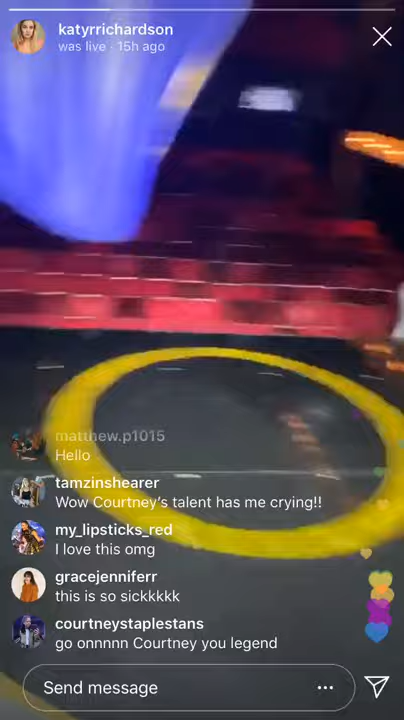 katyrrichardson
was live · 15h ago
matthew.p1015
Hello
tamzinshearer
Wow Courtney's talent has me crying!!
my_lipsticks_red
I love this omg
gracejenniferr
this is so sickkkkk
courtneystaplestans
go onnnnn Courtney you legend
Send message